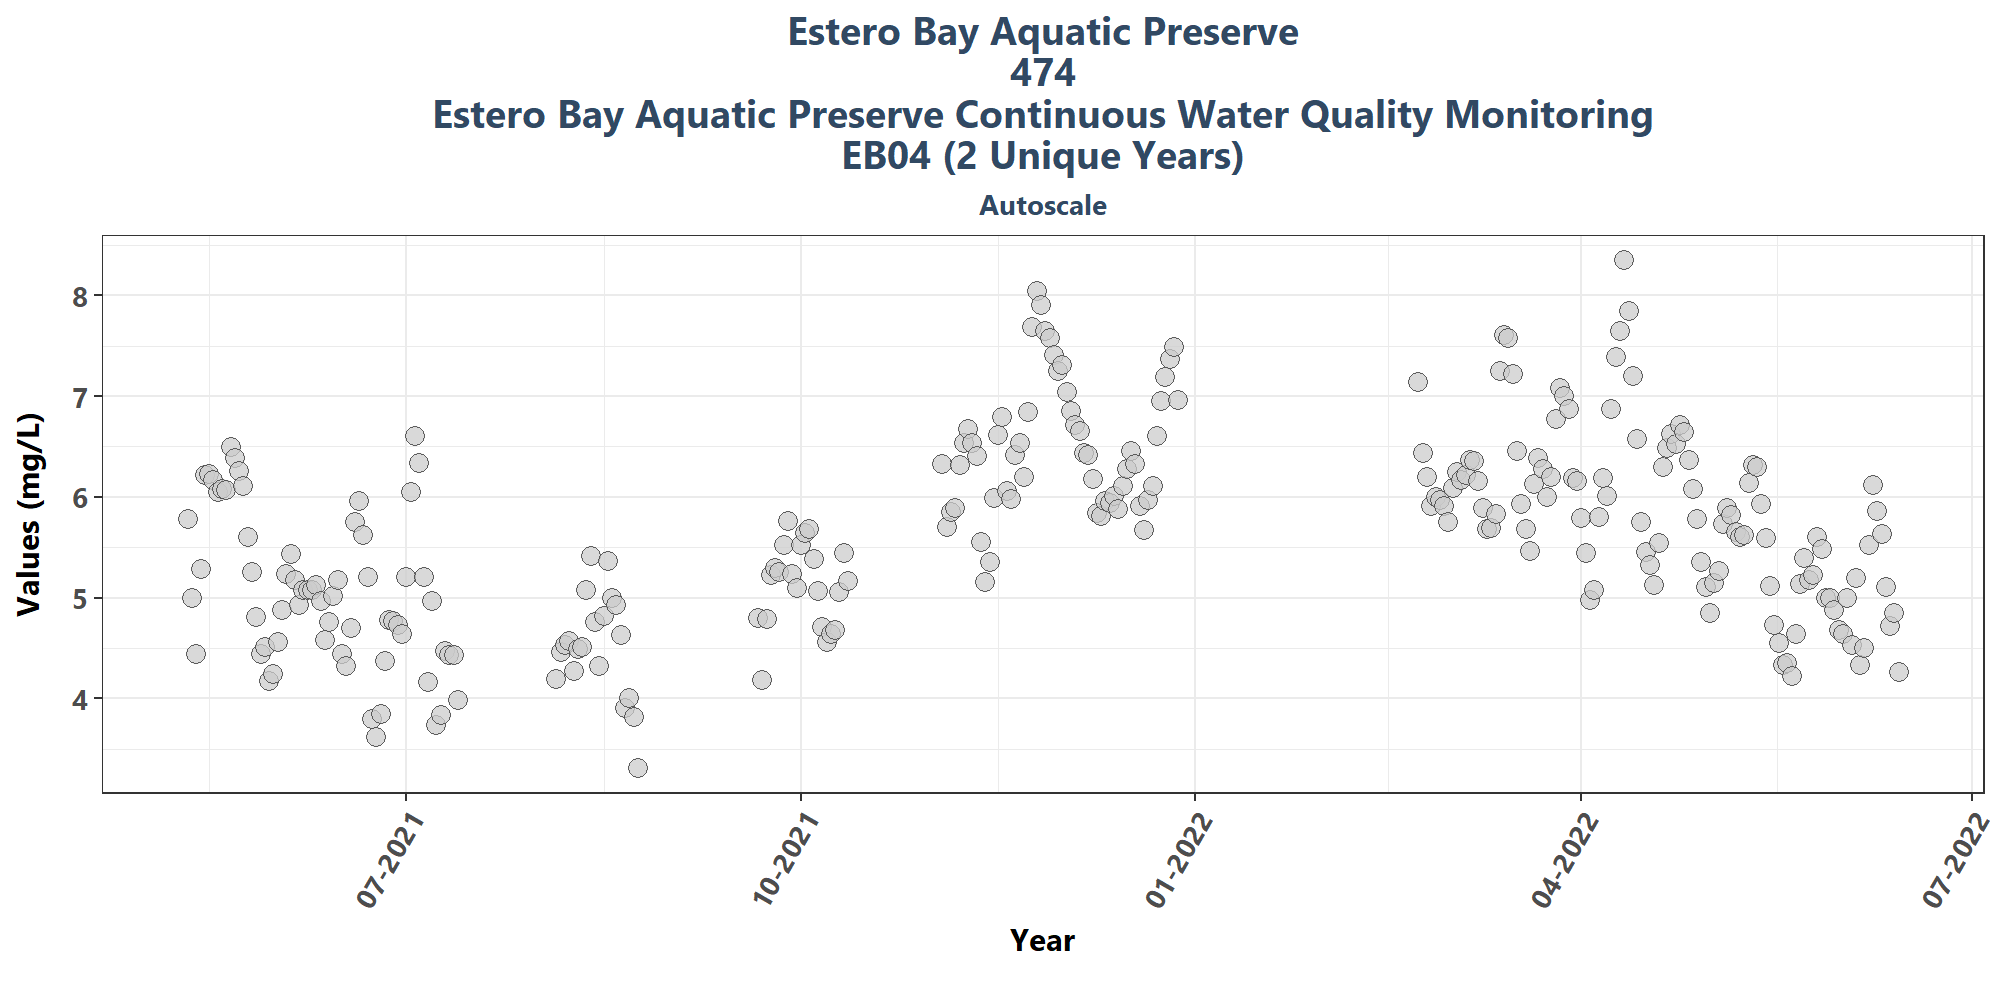 Estero Bay Aquatic Preserve
474
Estero Bay Aquatic Preserve Continuous Water Quality Monitoring
EB04 (2 Unique Years)
Autoscale
Values (mg/L)
8
7
6
5
4
07-2021
10-2021
01-2022
04-2022
07-2022
Year